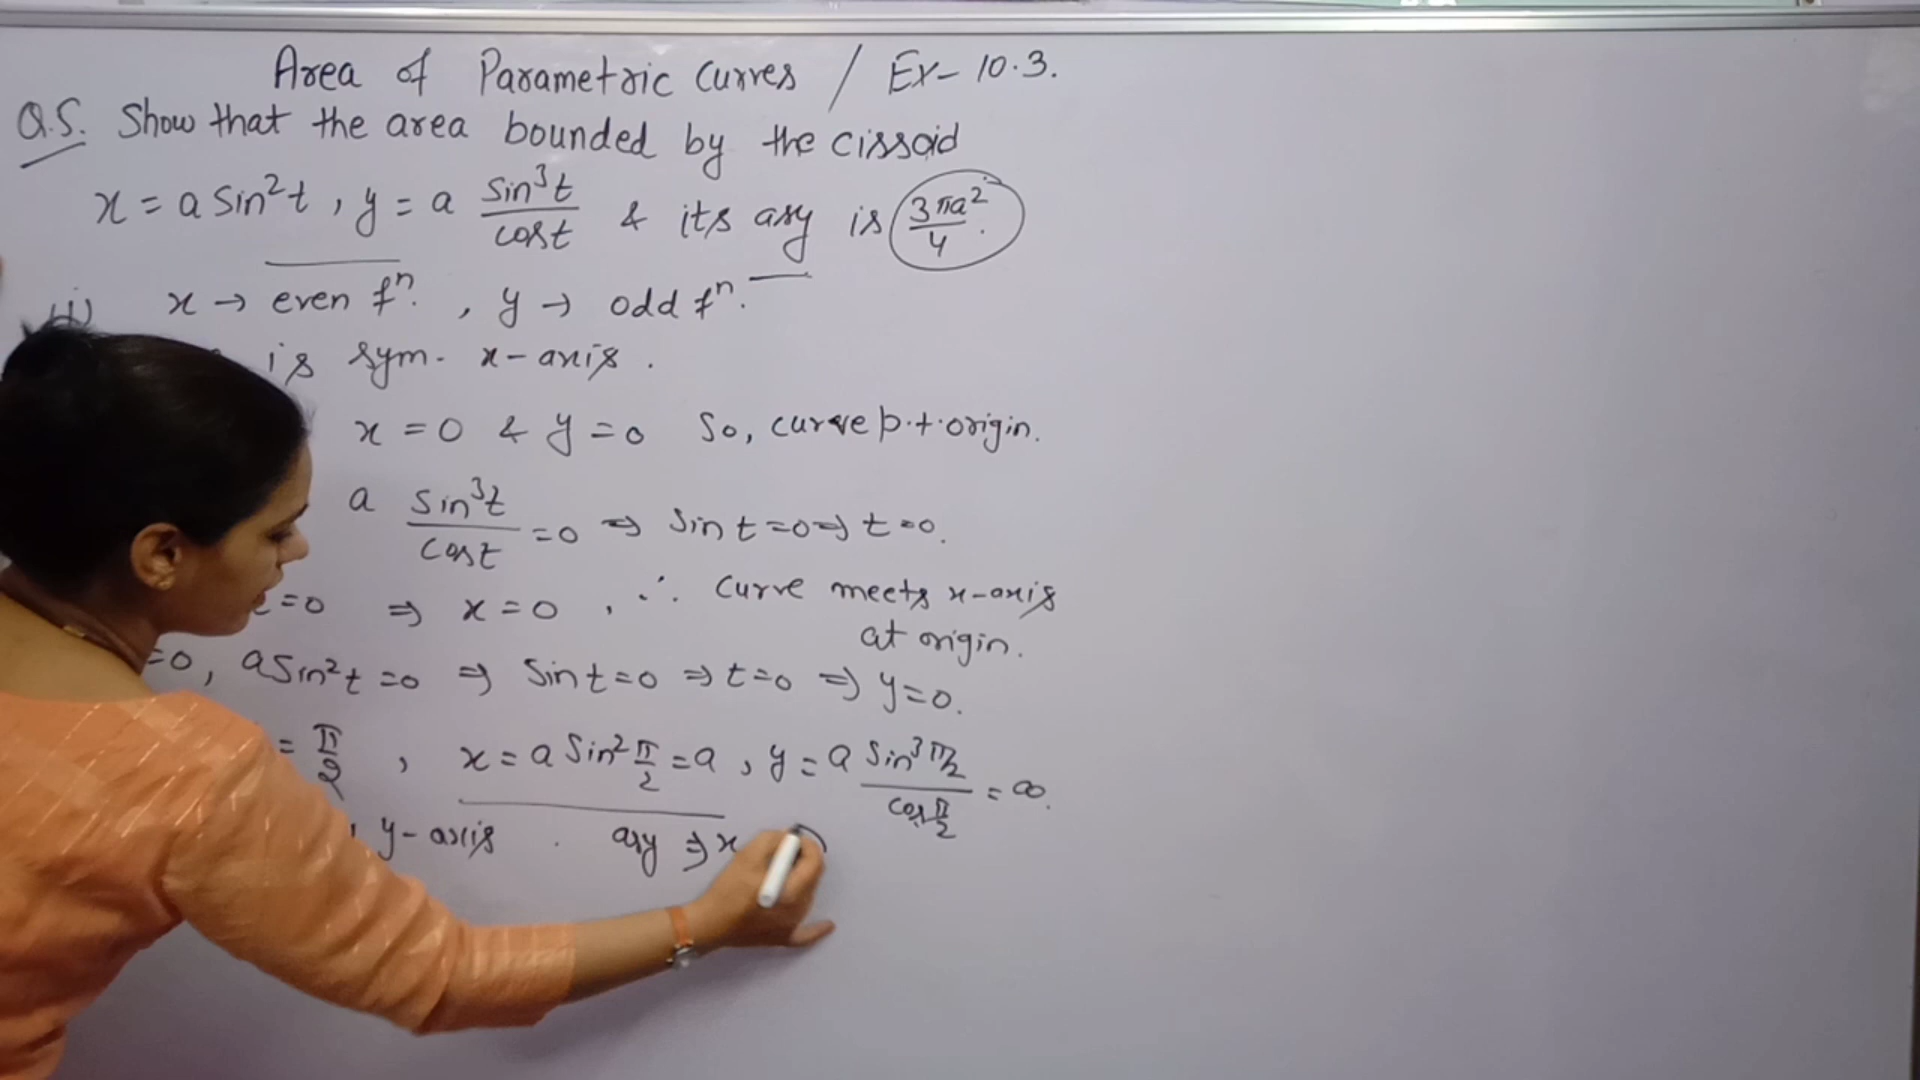 Area of Parametric Curves / Ex- 10.3.
Q.5. Show that the area bounded by the cissoid
x = a sin²t , y = a sin³t/cost & its asy is 3πa²/4.
x → even fⁿ. , y → odd fⁿ.
is sym. x-axis .
x = 0 & y = 0 So, curve p.t. origin.
a sin³t/cost = 0 ⇒ Sin t = 0 ⇒ t = 0.
=0 ⇒ x = 0 , ∴ Curve meets x-axis
at origin.
=0, a Sin²t = 0 ⇒ Sin t = 0 ⇒ t = 0 ⇒ y = 0.
= π/2 , x = a Sin² π/2 = a , y = a Sin³ π/2 / cos π/2 = ∞.
y-axis . asy ⇒ x